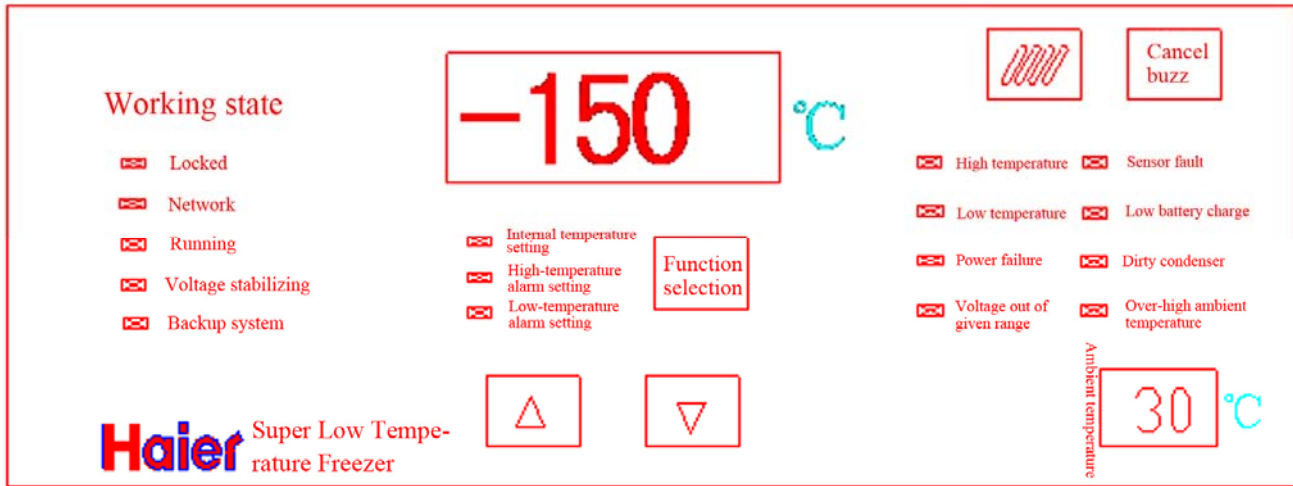 -150
°C
Cancel
buzz
Working state
Locked
Network
Running
Voltage stabilizing
Backup system
Internal temperature
setting
High-temperature
alarm setting
Low-temperature
alarm setting
Function
selection
High temperature
Sensor fault
Low temperature
Low battery charge
Power failure
Dirty condenser
Voltage out of
given range
Over-high ambient
temperature
Ambient temperature
30
°C
△
▽
Haier
Super Low Tempe-
rature Freezer